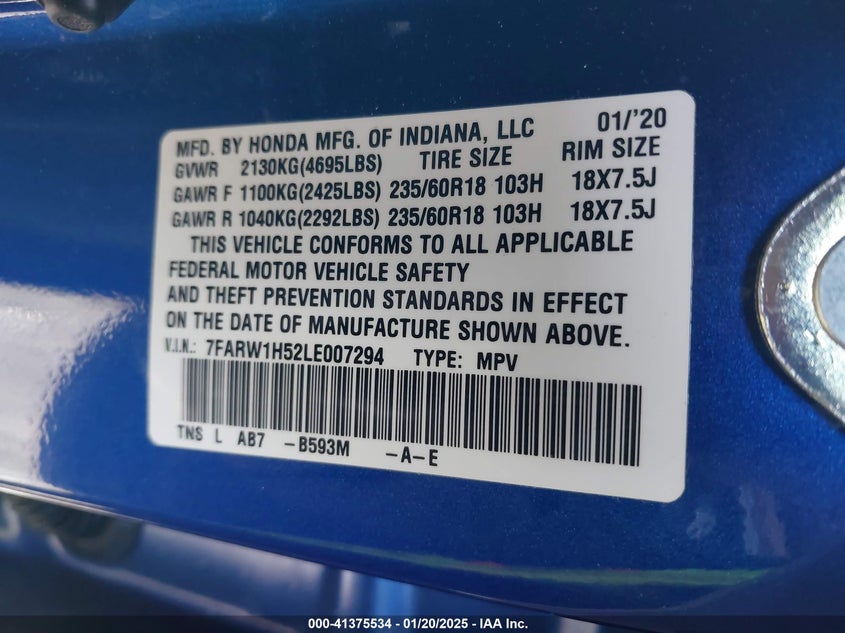 MFD. BY HONDA MFG. OF INDIANA, LLC 01/'20
GVWR 2130KG(4695LBS) TIRE SIZE RIM SIZE
GAWR F 1100KG(2425LBS) 235/60R18 103H 18X7.5J
GAWR R 1040KG(2292LBS) 235/60R18 103H 18X7.5J
THIS VEHICLE CONFORMS TO ALL APPLICABLE
FEDERAL MOTOR VEHICLE SAFETY
AND THEFT PREVENTION STANDARDS IN EFFECT
ON THE DATE OF MANUFACTURE SHOWN ABOVE.
V.I.N.: 7FARW1H52LE007294 TYPE: MPV
TNS L AB7 -B593M -A-E
000-41375534 - 01/20/2025 - IAA Inc.